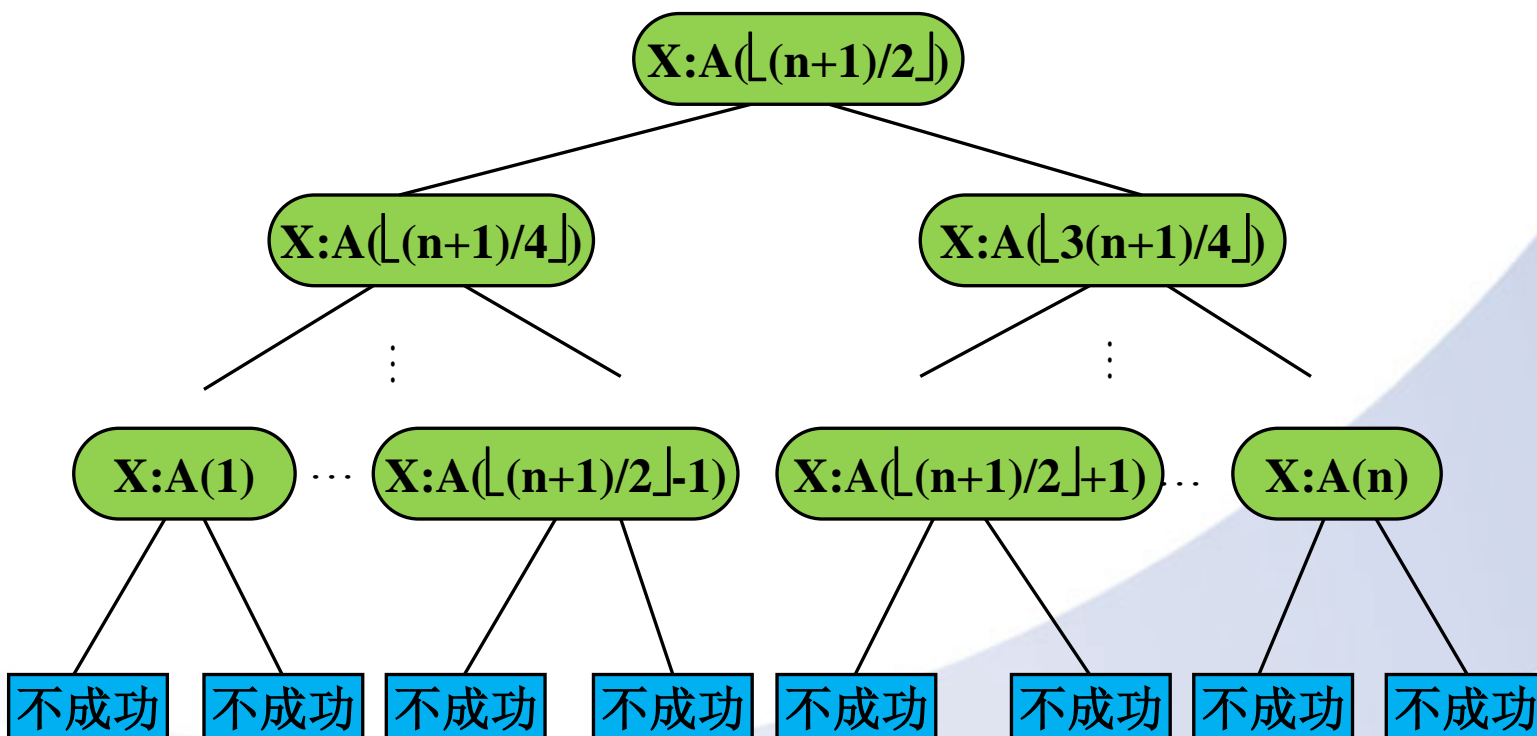 X:A(⌊(n+1)/2⌋)
X:A(⌊(n+1)/4⌋) X:A(⌊3(n+1)/4⌋)
⋮ ⋮
X:A(1) … X:A(⌊(n+1)/2⌋-1) X:A(⌊(n+1)/2⌋+1) … X:A(n)
不成功 不成功 不成功 不成功 不成功 不成功 不成功 不成功